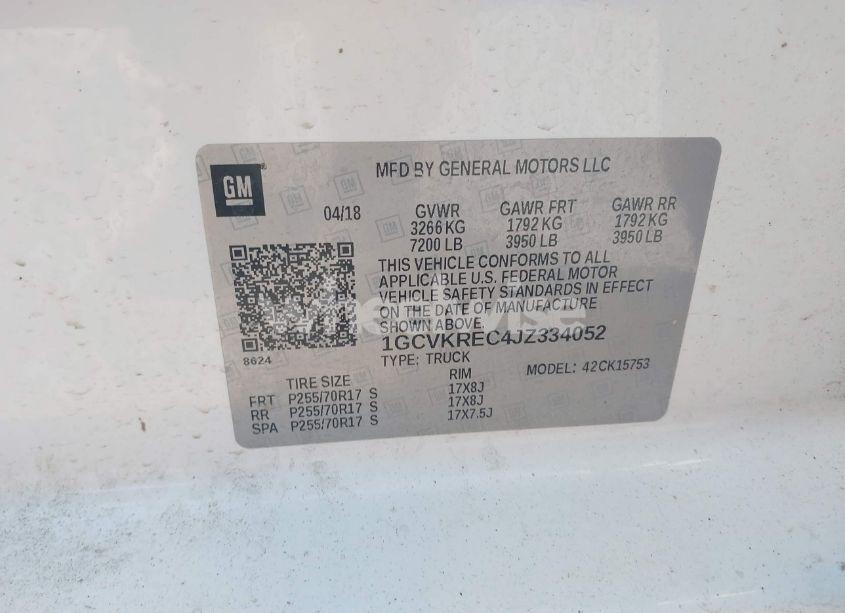 GM
MFD BY GENERAL MOTORS LLC
04/18
GVWR GAWR FRT GAWR RR
3266 KG 1792 KG 1792 KG
7200 LB 3950 LB 3950 LB
THIS VEHICLE CONFORMS TO ALL
APPLICABLE U.S. FEDERAL MOTOR
VEHICLE SAFETY STANDARDS IN EFFECT
ON THE DATE OF MANUFACTURE
SHOWN ABOVE.
8624
1GCVKREC4JZ334052
TYPE: TRUCK
MODEL: 42CK15753
TIRE SIZE RIM
FRT P255/70R17 S 17X8J
RR P255/70R17 S 17X8J
SPA P255/70R17 S 17X7.5J